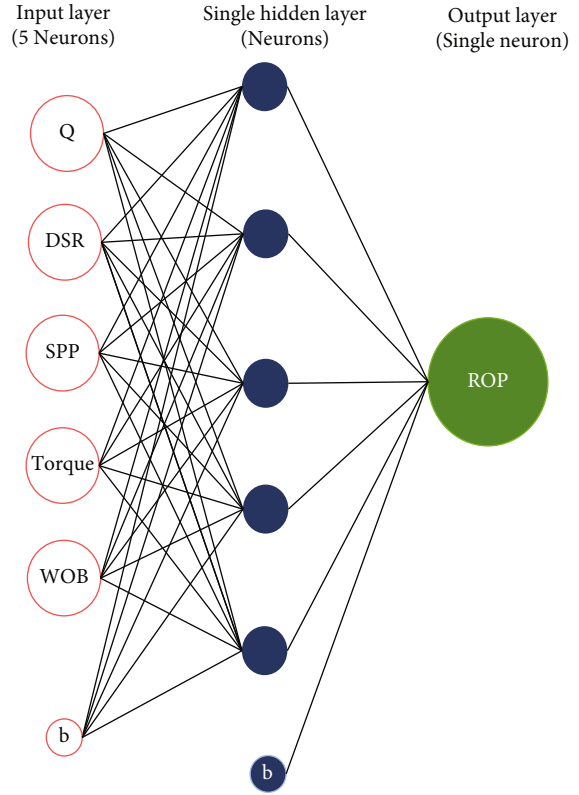 Input layer
(5 Neurons)
Single hidden layer
(Neurons)
Output layer
(Single neuron)
Q
DSR
SPP
Torque
WOB
b
b
ROP